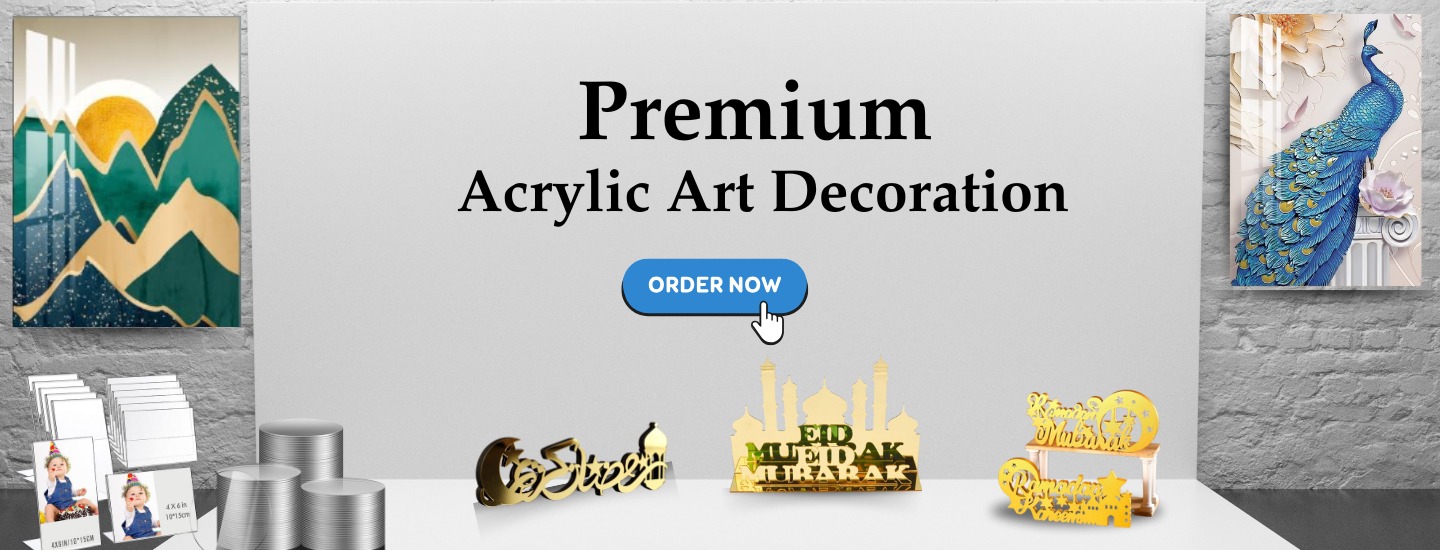 Premium
Acrylic Art Decoration
ORDER NOW
EID
MUBARAK
EID
MUBARAK
Ramadan
Mubarak
Ramadan
Kareem
4 X 6 in
10*15cm
4X6IN/10*15CM